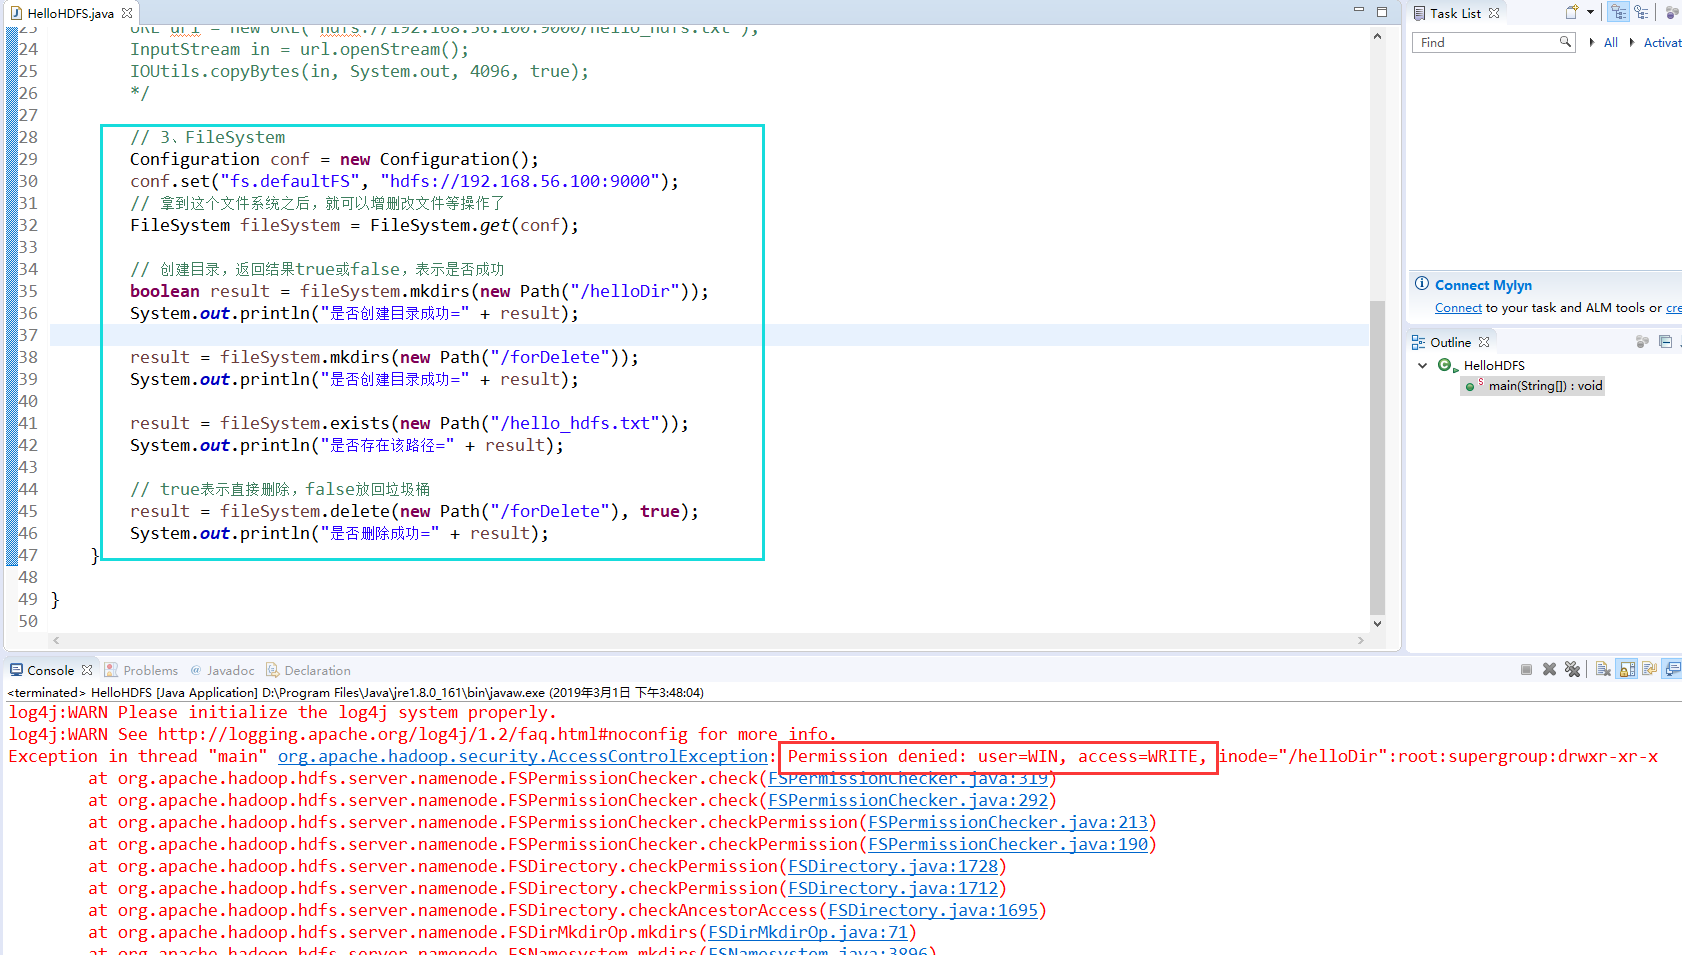 HelloHDFS.java
23 URL url = new URL("hdfs://192.168.56.100:9000/hello_hdfs.txt");
24 InputStream in = url.openStream();
25 IOUtils.copyBytes(in, System.out, 4096, true);
26 */
27
28 // 3、FileSystem
29 Configuration conf = new Configuration();
30 conf.set("fs.defaultFS", "hdfs://192.168.56.100:9000");
31 // 拿到这个文件系统之后，就可以增删改文件等操作了
32 FileSystem fileSystem = FileSystem.get(conf);
33
34 // 创建目录，返回结果true或false，表示是否成功
35 boolean result = fileSystem.mkdirs(new Path("/helloDir"));
36 System.out.println("是否创建目录成功=" + result);
37
38 result = fileSystem.mkdirs(new Path("/forDelete"));
39 System.out.println("是否创建目录成功=" + result);
40
41 result = fileSystem.exists(new Path("/hello_hdfs.txt"));
42 System.out.println("是否存在该路径=" + result);
43
44 // true表示直接删除，false放回垃圾桶
45 result = fileSystem.delete(new Path("/forDelete"), true);
46 System.out.println("是否删除成功=" + result);
47 }
48
49 }
50
Task List
Find
All
Activat
Connect Mylyn
Connect to your task and ALM tools or cre
Outline
HelloHDFS
S main(String[]) : void
Console Problems @ Javadoc Declaration
<terminated> HelloHDFS [Java Application] D:\Program Files\Java\jre1.8.0_161\bin\javaw.exe (2019年3月1日 下午3:48:04)
log4j:WARN Please initialize the log4j system properly.
log4j:WARN See http://logging.apache.org/log4j/1.2/faq.html#noconfig for more info.
Exception in thread "main" org.apache.hadoop.security.AccessControlException: Permission denied: user=WIN, access=WRITE, inode="/helloDir":root:supergroup:drwxr-xr-x
at org.apache.hadoop.hdfs.server.namenode.FSPermissionChecker.check(FSPermissionChecker.java:319)
at org.apache.hadoop.hdfs.server.namenode.FSPermissionChecker.check(FSPermissionChecker.java:292)
at org.apache.hadoop.hdfs.server.namenode.FSPermissionChecker.checkPermission(FSPermissionChecker.java:213)
at org.apache.hadoop.hdfs.server.namenode.FSPermissionChecker.checkPermission(FSPermissionChecker.java:190)
at org.apache.hadoop.hdfs.server.namenode.FSDirectory.checkPermission(FSDirectory.java:1728)
at org.apache.hadoop.hdfs.server.namenode.FSDirectory.checkPermission(FSDirectory.java:1712)
at org.apache.hadoop.hdfs.server.namenode.FSDirectory.checkAncestorAccess(FSDirectory.java:1695)
at org.apache.hadoop.hdfs.server.namenode.FSDirMkdirOp.mkdirs(FSDirMkdirOp.java:71)
at org.apache.hadoop.hdfs.server.namenode.FSNamesystem.mkdirs(FSNamesystem.java:3896)